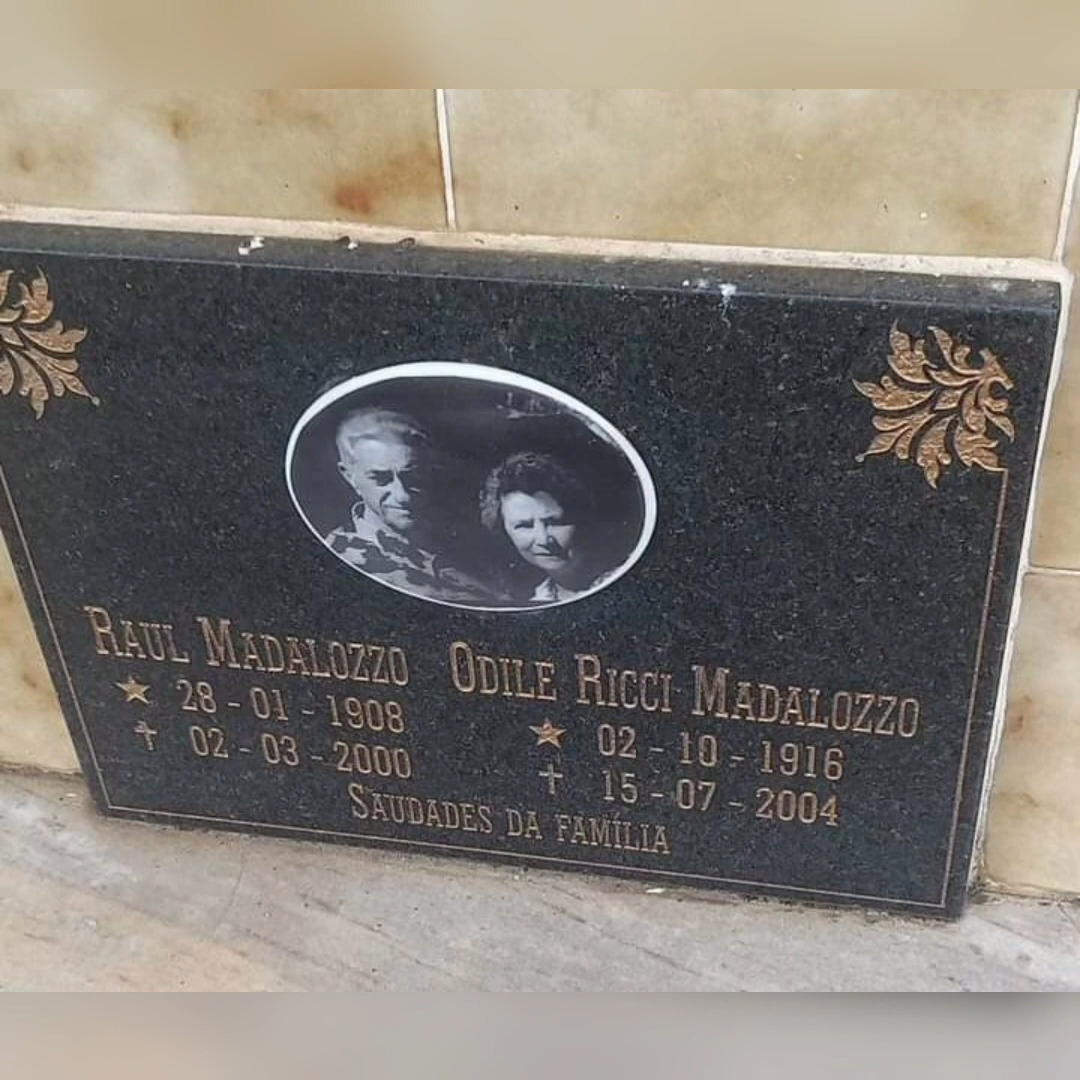 RAUL MADALOZZO
★ 28 - 01 - 1908
✝ 02 - 03 - 2000
ODILE RICCI MADALOZZO
★ 02 - 10 - 1916
✝ 15 - 07 - 2004
SAUDADES DA FAMÍLIA